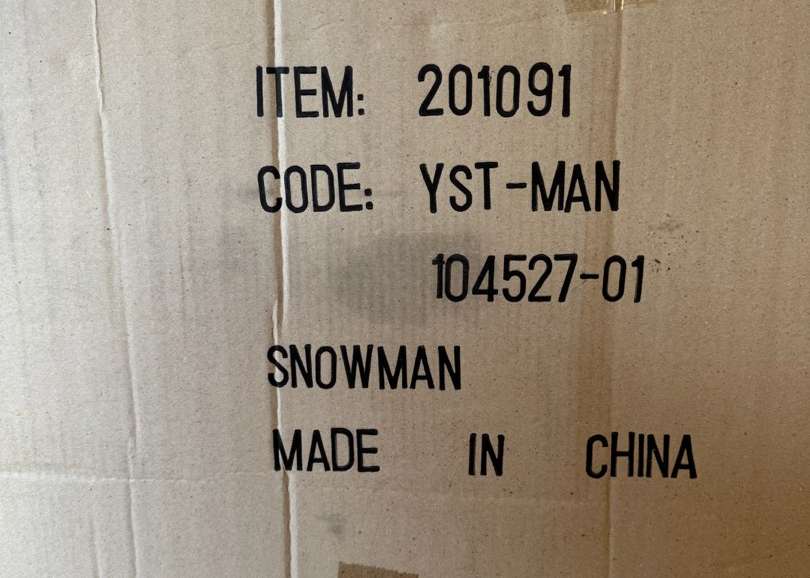 ITEM: 201091
CODE: YST-MAN
104527-01
SNOWMAN
MADE IN CHINA